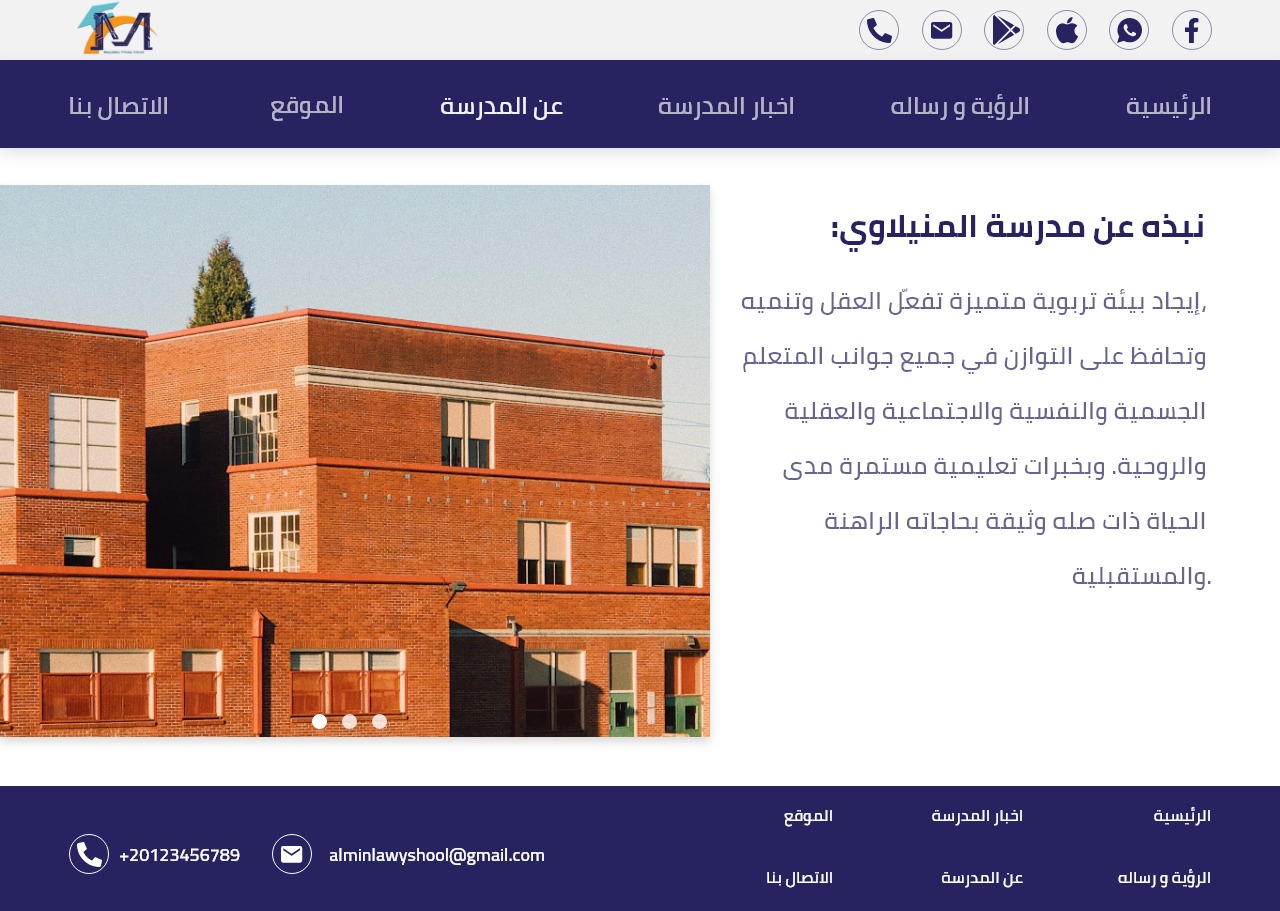 M
الرئيسية
الرؤية و رساله
اخبار المدرسة
عن المدرسة
الموقع
الاتصال بنا
نبذه عن مدرسة المنيلاوي:
إيجاد بيئة تربوية متميزة تفعّل العقل وتنميه,
وتحافظ على التوازن في جميع جوانب المتعلم
الجسمية والنفسية والاجتماعية والعقلية
والروحية. وبخبرات تعليمية مستمرة مدى
الحياة ذات صله وثيقة بحاجاته الراهنة
والمستقبلية.
الرئيسية
اخبار المدرسة
الموقع
الرؤية و رساله
عن المدرسة
الاتصال بنا
alminlawyshool@gmail.com
+20123456789